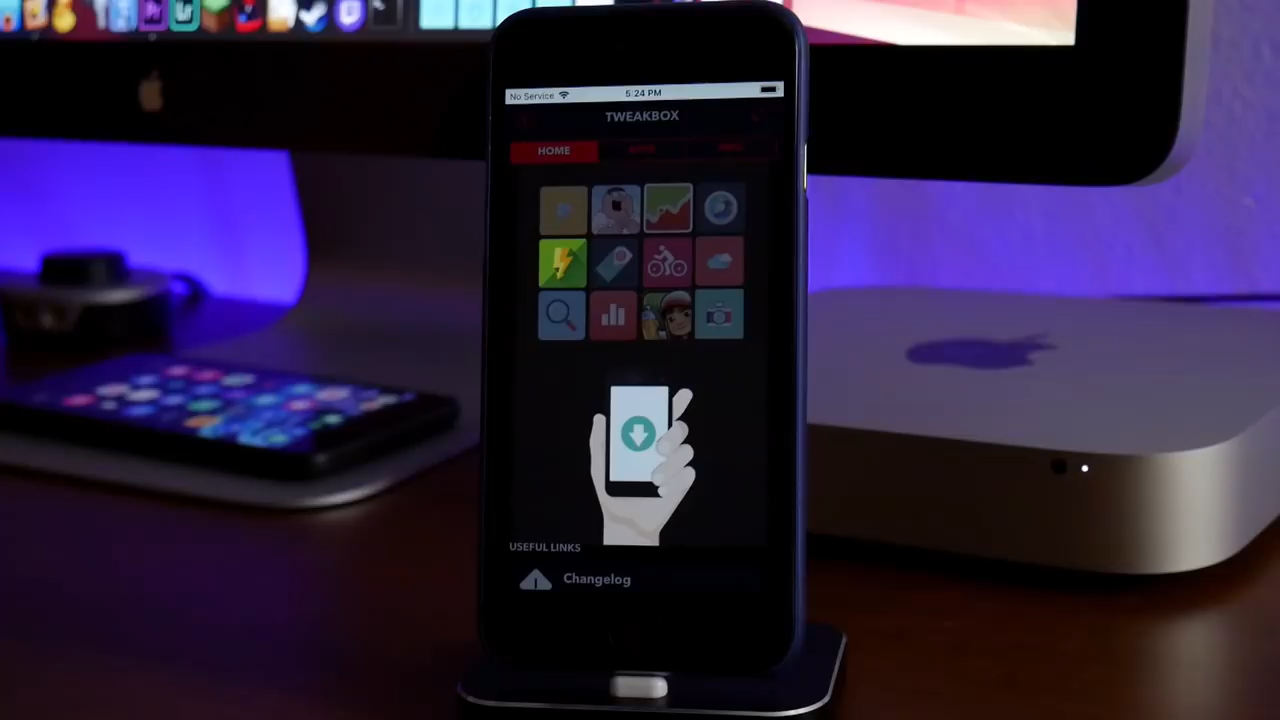 No Service
5:24 PM
TWEAKBOX
HOME
USEFUL LINKS
Changelog